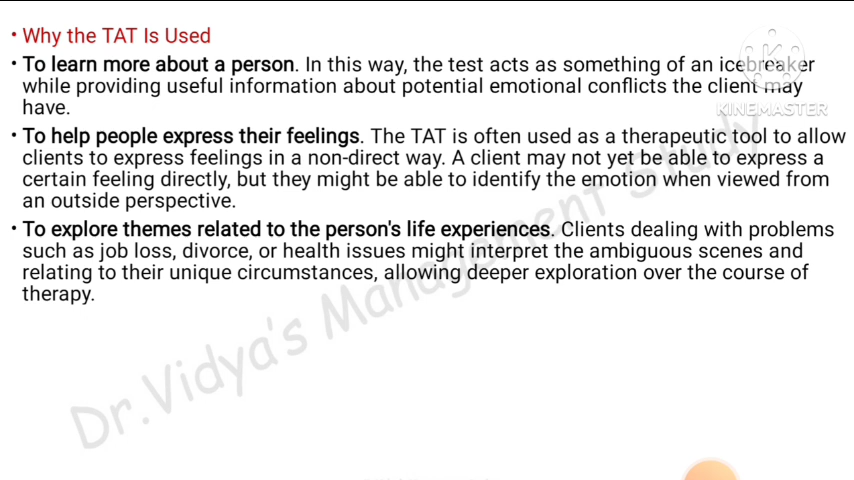 • Why the TAT Is Used
• To learn more about a person. In this way, the test acts as something of an icebreaker
while providing useful information about potential emotional conflicts the client may
have.
KINEMASTER
• To help people express their feelings. The TAT is often used as a therapeutic tool to allow
clients to express feelings in a non-direct way. A client may not yet be able to express a
certain feeling directly, but they might be able to identify the emotion when viewed from
an outside perspective.
• To explore themes related to the person's life experiences. Clients dealing with problems
such as job loss, divorce, or health issues might interpret the ambiguous scenes and
relating to their unique circumstances, allowing deeper exploration over the course of
therapy.
Dr.Vidya's Management Study